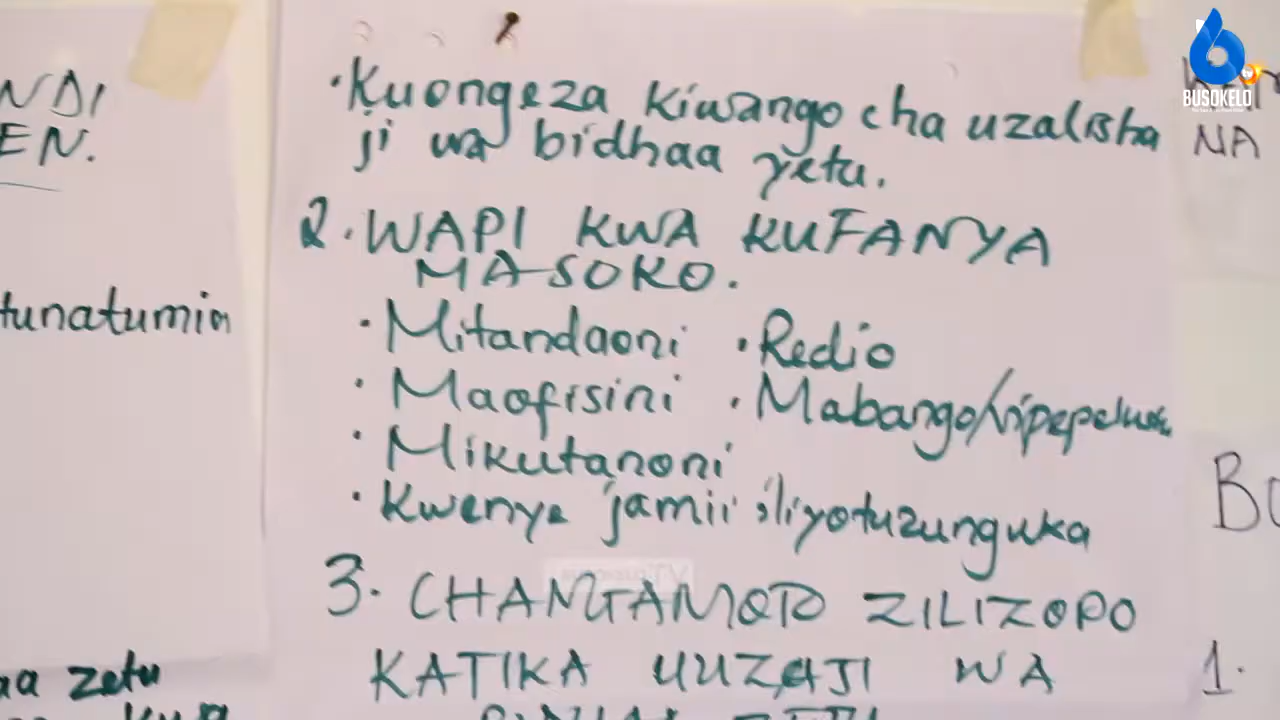 NDI
EN.
tunatumia
zetu
• Kuongeza kiwango cha uzalisha
ji wa bidhaa yetu.
2. WAPI KWA KUFANYA
MASOKO.
• Mitandaoni • Redio
• Maofisini • Mabango/vipeperushi
• Mikutanoni
• Kwenye jamii iliyotuzunguka
3. CHANGAMOTO ZILIZOPO
KATIKA UUZAJI WA
BUSOKELO
NA
1.